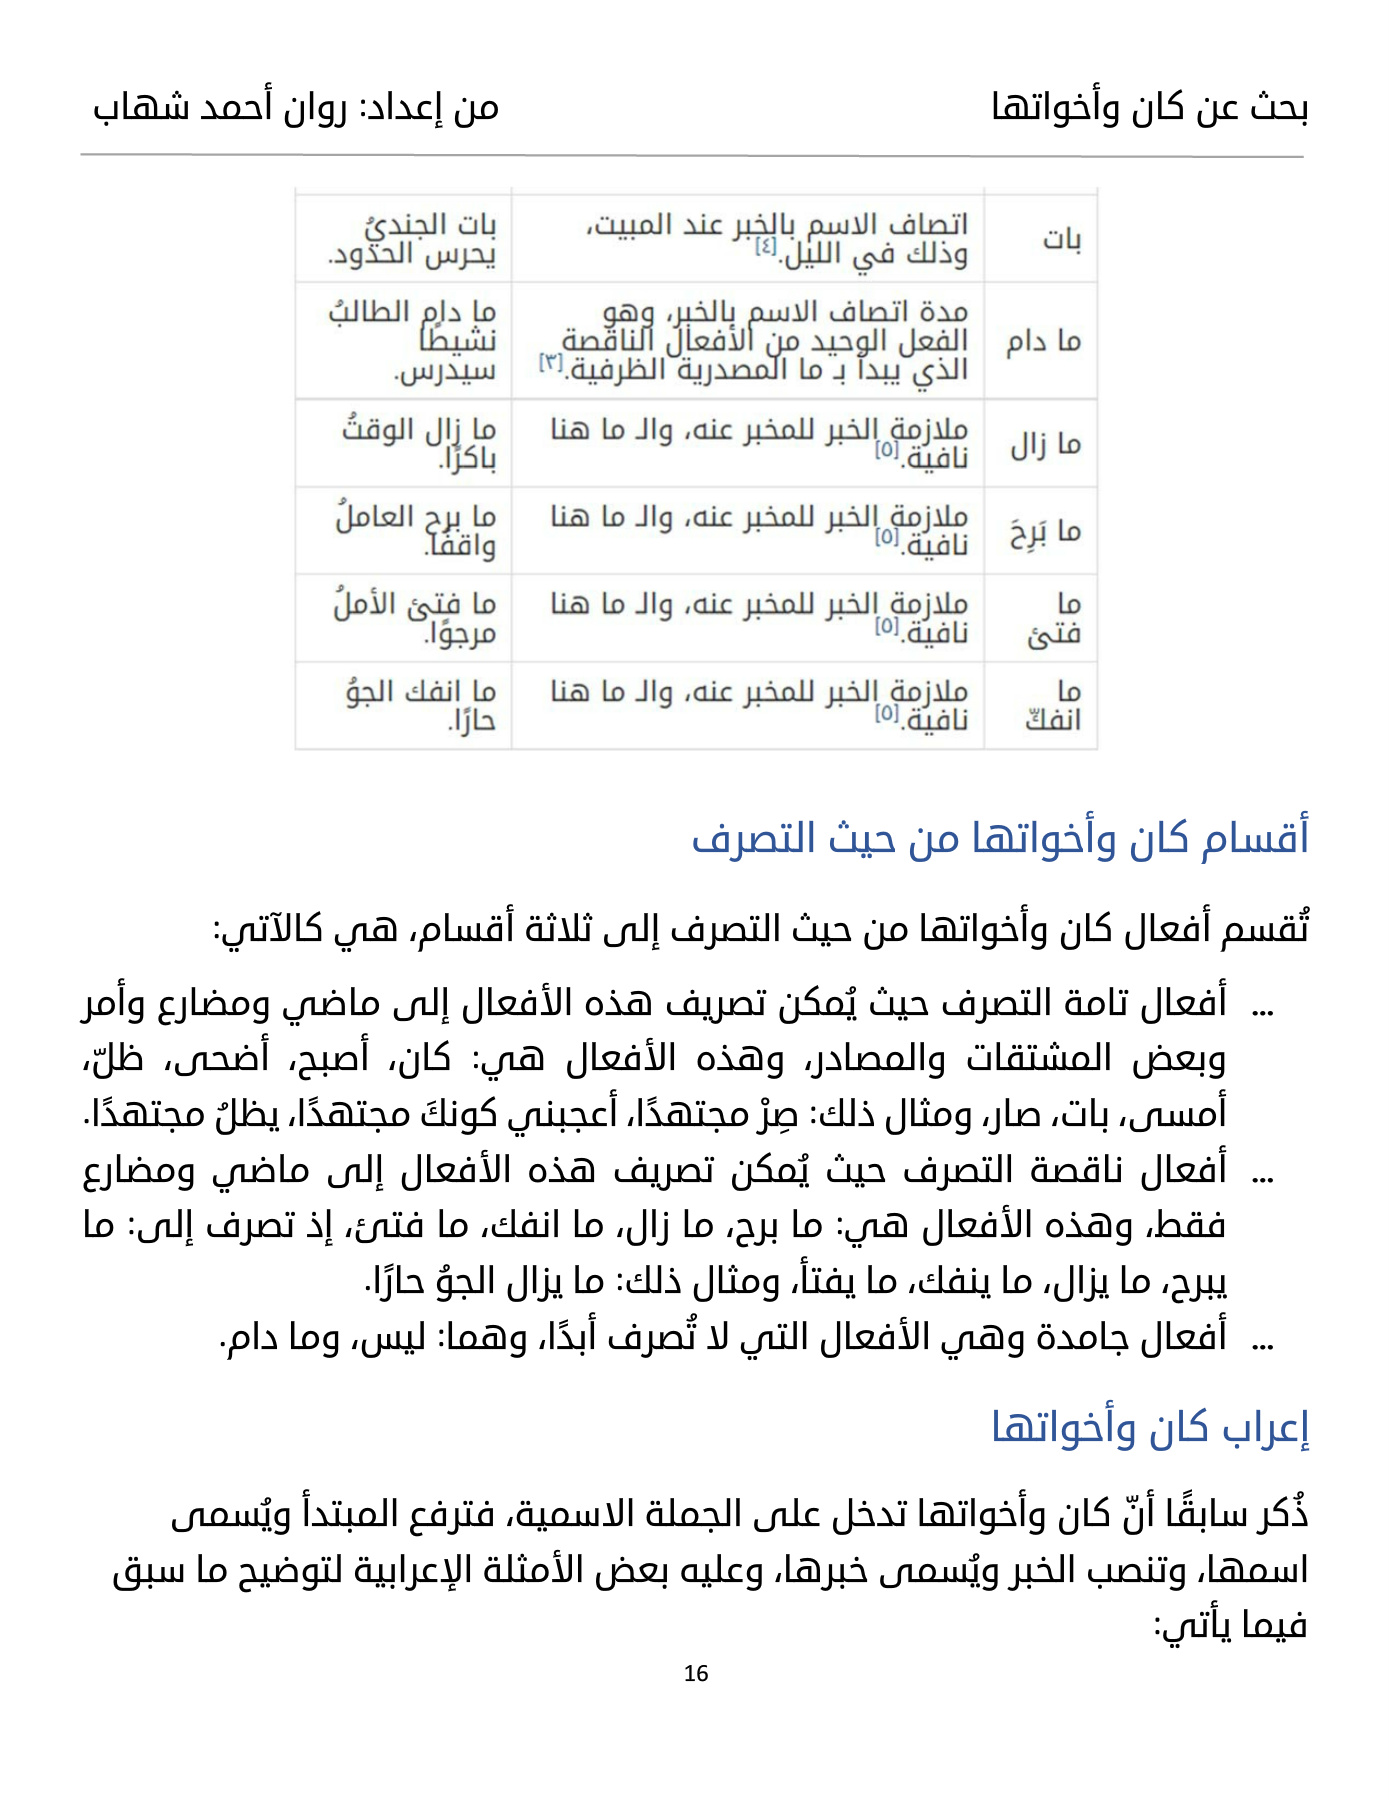 بحث عن كان وأخواتها من إعداد: روان أحمد شهاب
بات اتصاف الاسم بالخبر عند المبيت، بات الجنديُ
وذلك في الليل.[٤] يحرس الحدود.
ما دام مدة اتصاف الاسم بالخبر، وهو ما دام الطالبُ
الفعل الوحيد من الأفعال الناقصة نشيطًا
الذي يبدأ بـ ما المصدرية الظرفية.[٣] سيدرس.
ما زال ملازمة الخبر للمخبر عنه، والـ ما هنا ما زال الوقتُ
نافية.[٥] باكرًا.
ما بَرِحَ ملازمة الخبر للمخبر عنه، والـ ما هنا ما برح العاملُ
نافية.[٥] واقفًا.
ما ملازمة الخبر للمخبر عنه، والـ ما هنا ما فتئ الأملُ
فتئ نافية.[٥] مرجوًا.
ما ملازمة الخبر للمخبر عنه، والـ ما هنا ما انفك الجوُ
انفكّ نافية.[٥] حارًا.
أقسام كان وأخواتها من حيث التصرف
تُقسم أفعال كان وأخواتها من حيث التصرف إلى ثلاثة أقسام، هي كالآتي:
... أفعال تامة التصرف حيث يُمكن تصريف هذه الأفعال إلى ماضي ومضارع وأمر
وبعض المشتقات والمصادر، وهذه الأفعال هي: كان، أصبح، أضحى، ظلّ،
أمسى، بات، صار، ومثال ذلك: صِرْ مجتهدًا، أعجبني كونكَ مجتهدًا، يظلُ مجتهدًا.
... أفعال ناقصة التصرف حيث يُمكن تصريف هذه الأفعال إلى ماضي ومضارع
فقط، وهذه الأفعال هي: ما برح، ما زال، ما انفك، ما فتئ، إذ تصرف إلى: ما
يبرح، ما يزال، ما ينفك، ما يفتأ، ومثال ذلك: ما يزال الجوُ حارًا.
... أفعال جامدة وهي الأفعال التي لا تُصرف أبدًا، وهما: ليس، وما دام.
إعراب كان وأخواتها
ذُكر سابقًا أنّ كان وأخواتها تدخل على الجملة الاسمية، فترفع المبتدأ ويُسمى
اسمها، وتنصب الخبر ويُسمى خبرها، وعليه بعض الأمثلة الإعرابية لتوضيح ما سبق
فيما يأتي:
16